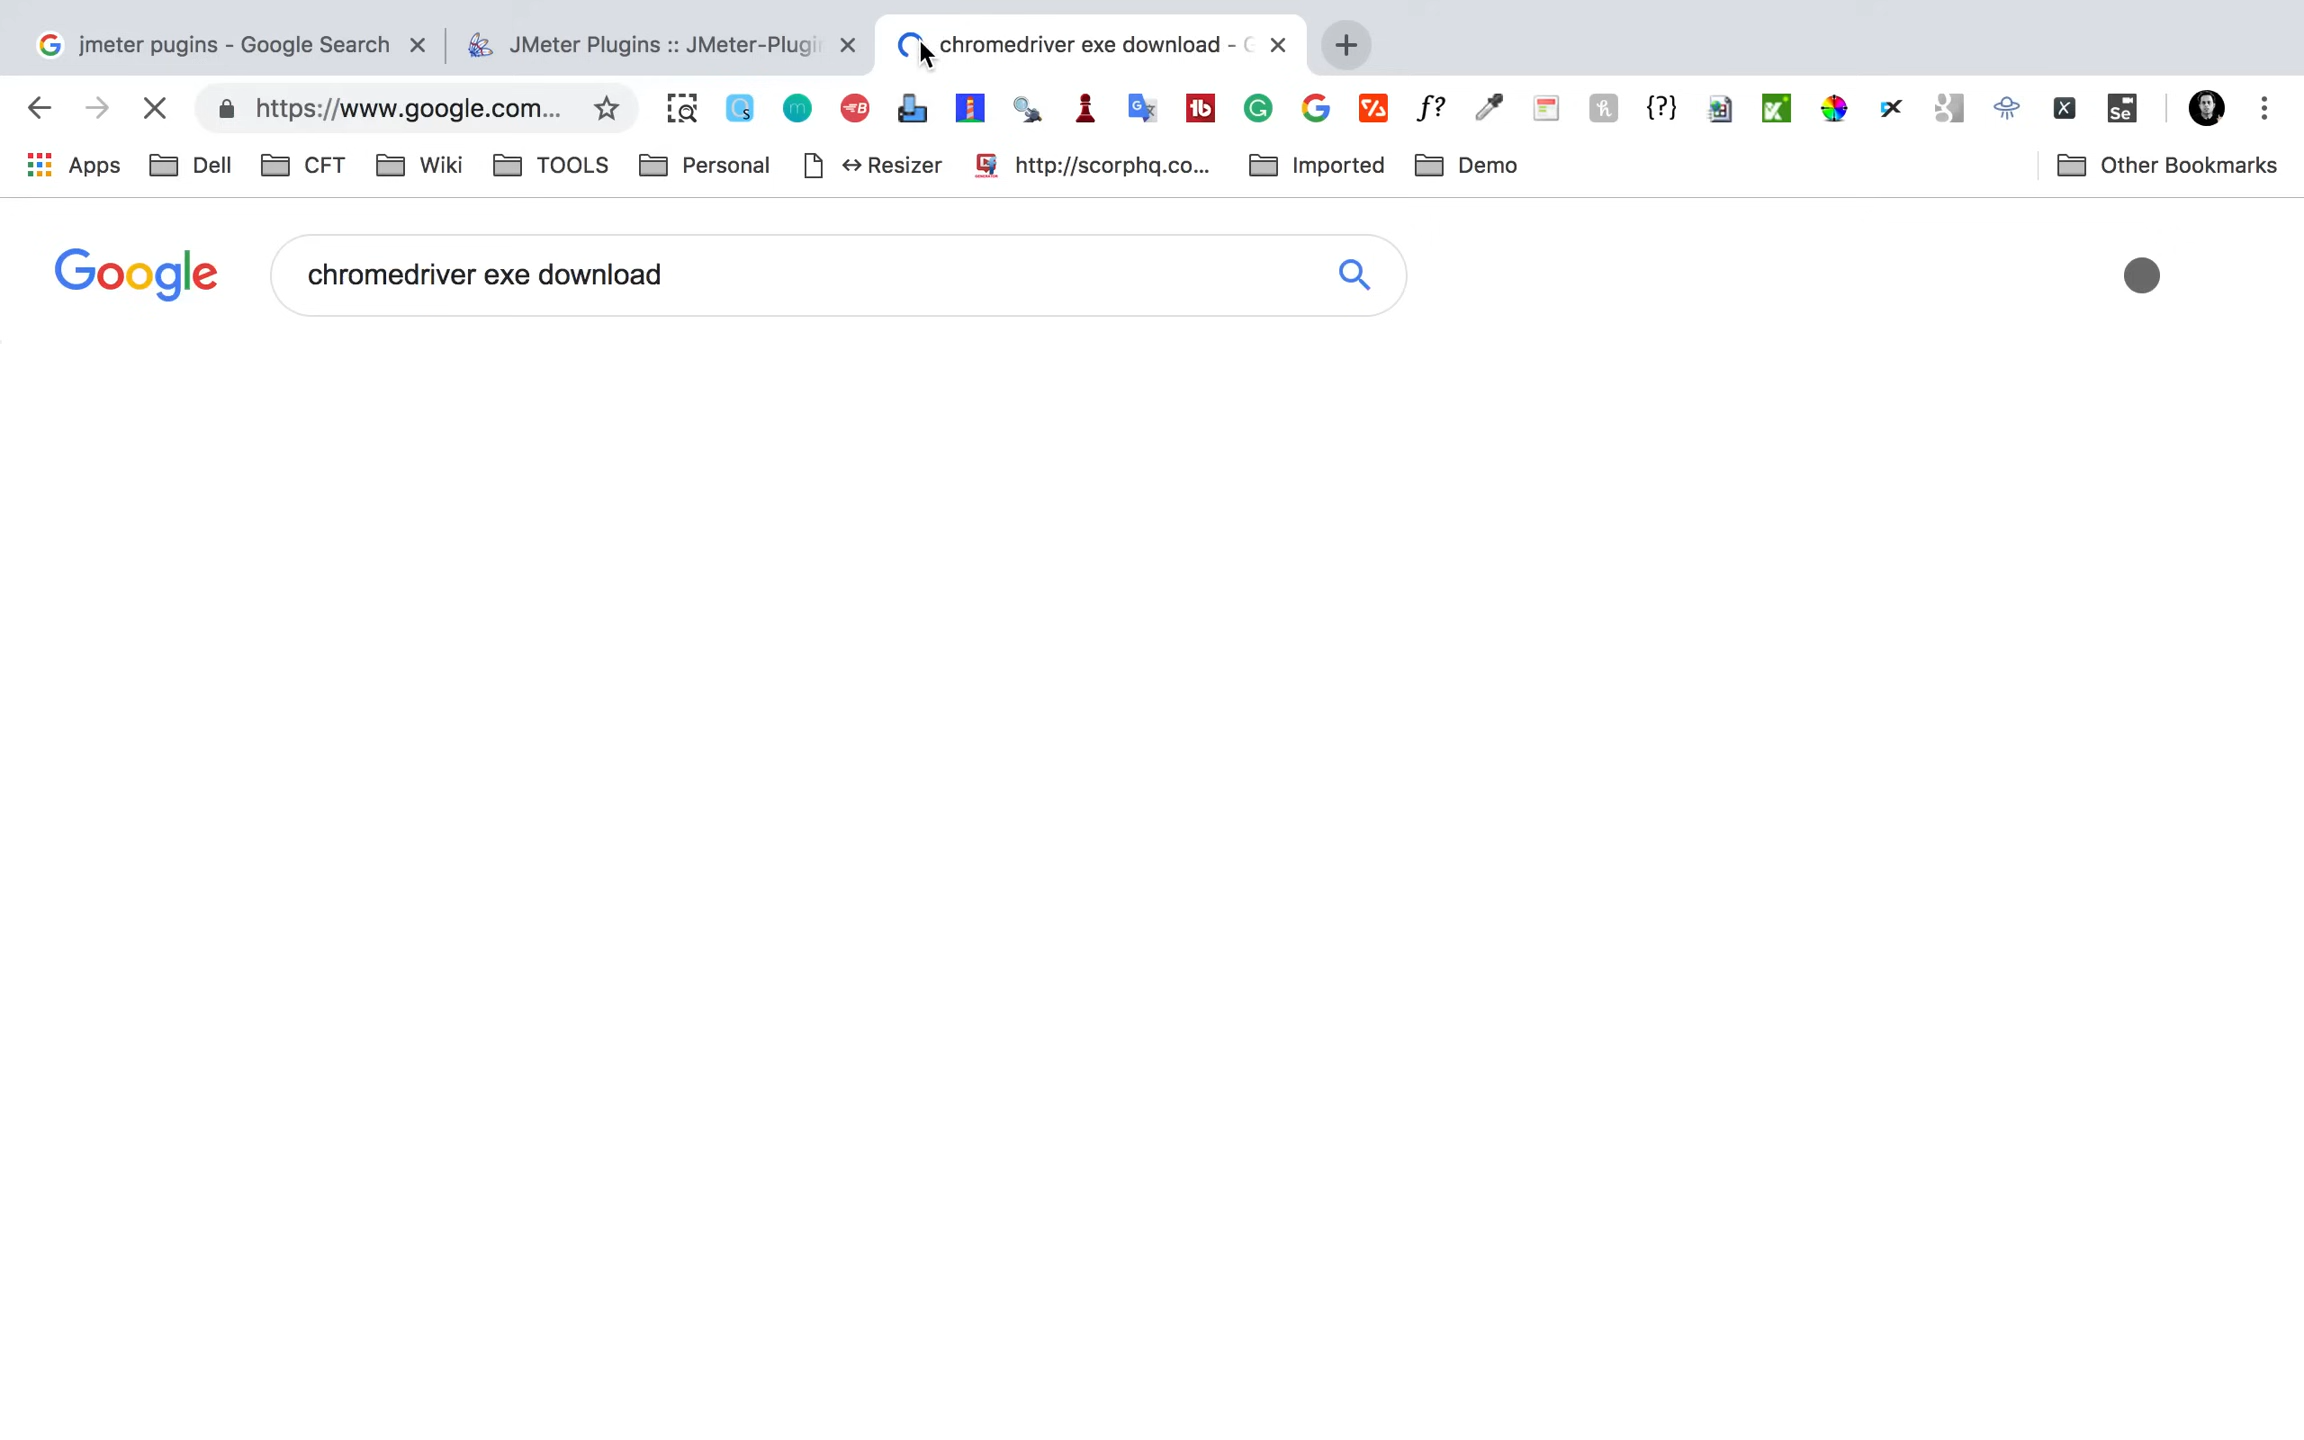 jmeter pugins - Google Search
JMeter Plugins :: JMeter-Plugi
chromedriver exe download -
https://www.google.com...
Apps
Dell
CFT
Wiki
TOOLS
Personal
↔ Resizer
http://scorphq.co...
Imported
Demo
Other Bookmarks
Google
chromedriver exe download